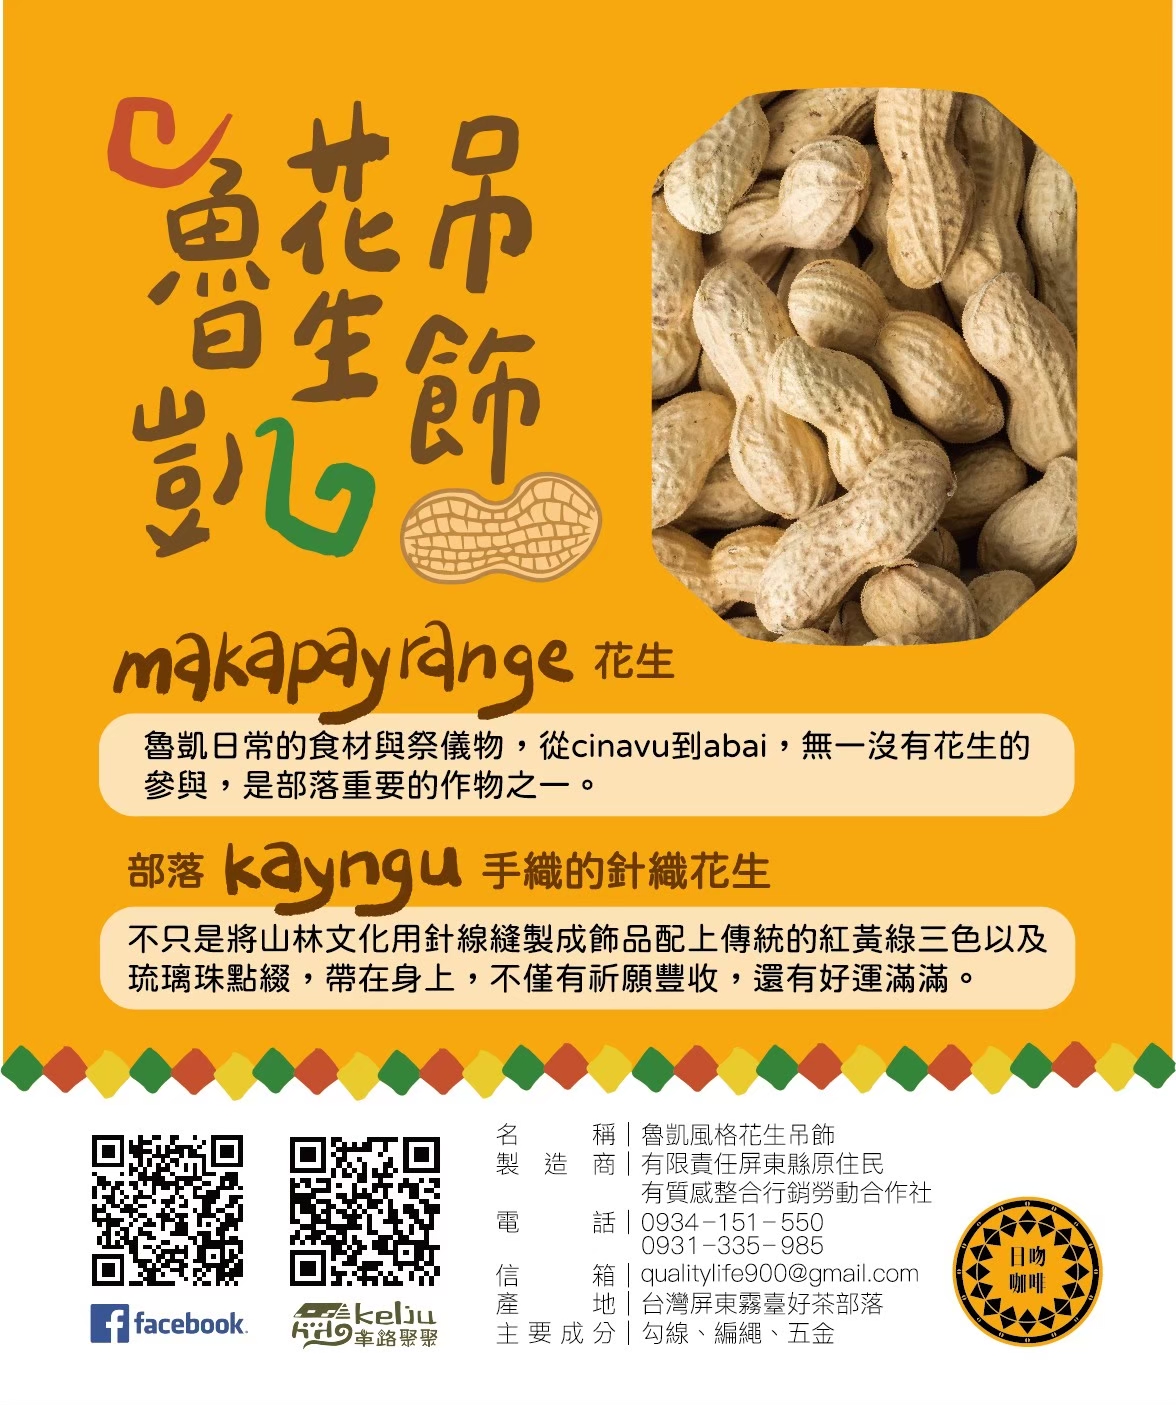 魯凱
花生
吊飾
makapayrange 花生
魯凱日常的食材與祭儀物，從cinavu到abai，無一沒有花生的
參與，是部落重要的作物之一。
部落 kayngu 手織的針織花生
不只是將山林文化用針線縫製成飾品配上傳統的紅黃綠三色以及
琉璃珠點綴，帶在身上，不僅有祈願豐收，還有好運滿滿。
名稱｜魯凱風格花生吊飾
製造商｜有限責任屏東縣原住民
有質感整合行銷勞動合作社
電話｜0934-151-550
0931-335-985
信箱｜qualitylife900@gmail.com
產地｜台灣屏東霧臺好茶部落
主要成分｜勾線、編繩、五金
facebook
kelju
車路聚聚
日吻
咖啡